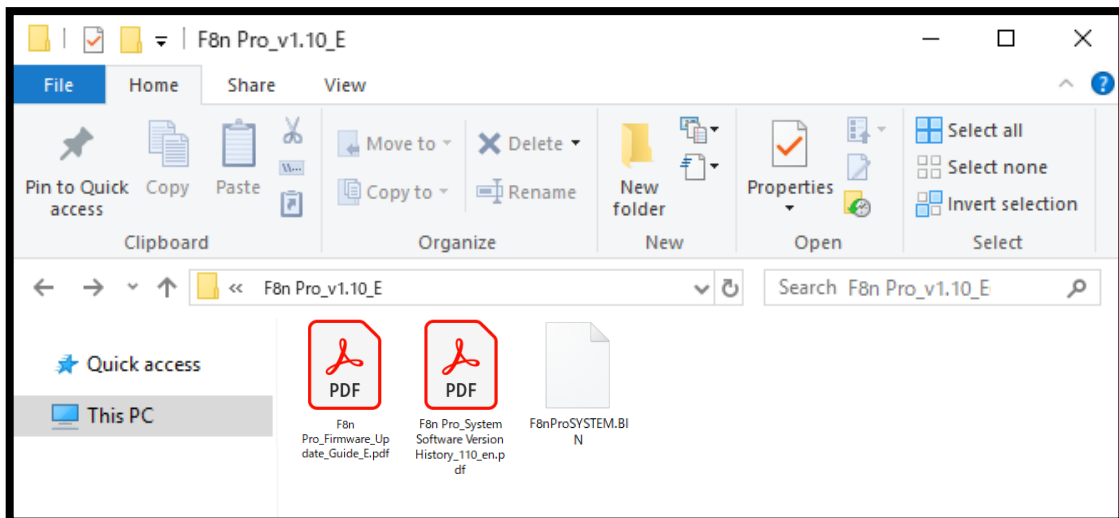 F8n Pro_v1.10_E
File Home Share View
Pin to Quick access
Copy
Paste
W...
Move to
Copy to
Delete
Rename
New folder
Properties
Select all
Select none
Invert selection
Clipboard
Organize
New
Open
Select
« F8n Pro_v1.10_E
Search F8n Pro_v1.10_E
Quick access
This PC
PDF
F8n
Pro_Firmware_Up
date_Guide_E.pdf
PDF
F8n Pro_System
Software Version
History_110_en.p
df
F8nProSYSTEM.BI
N